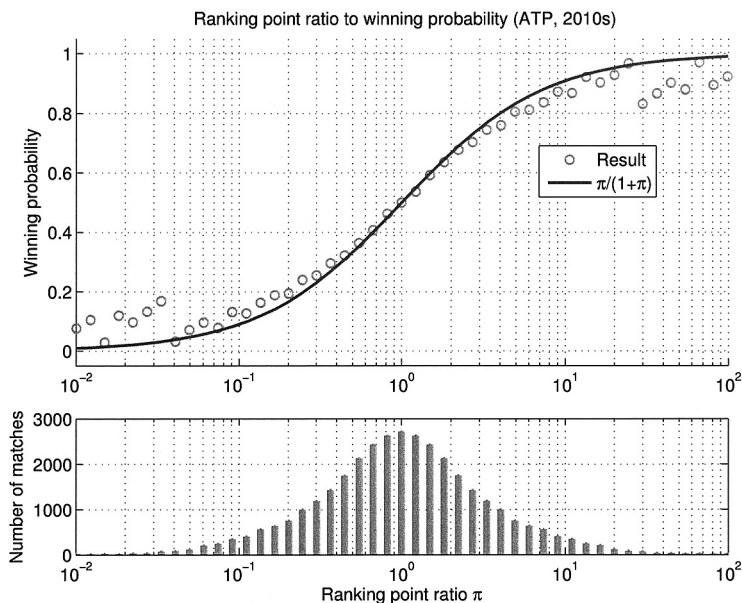 Ranking point ratio to winning probability (ATP, 2010s)
1
0.8
0.6
0.4
0.2
0
Winning probability
Result
π/(1+π)
10⁻² 10⁻¹ 10⁰ 10¹ 10²
3000
2000
1000
0
Number of matches
10⁻² 10⁻¹ 10⁰ 10¹ 10²
Ranking point ratio π